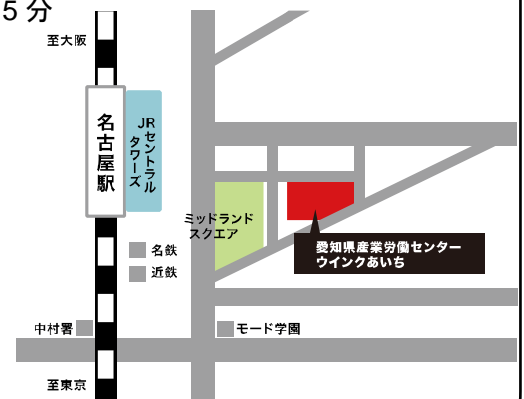 5 分
至大阪
名古屋駅
JRセントラル
タワーズ
ミッドランド
スクエア
名鉄
近鉄
愛知県産業労働センター
ウインクあいち
中村署
モード学園
至東京